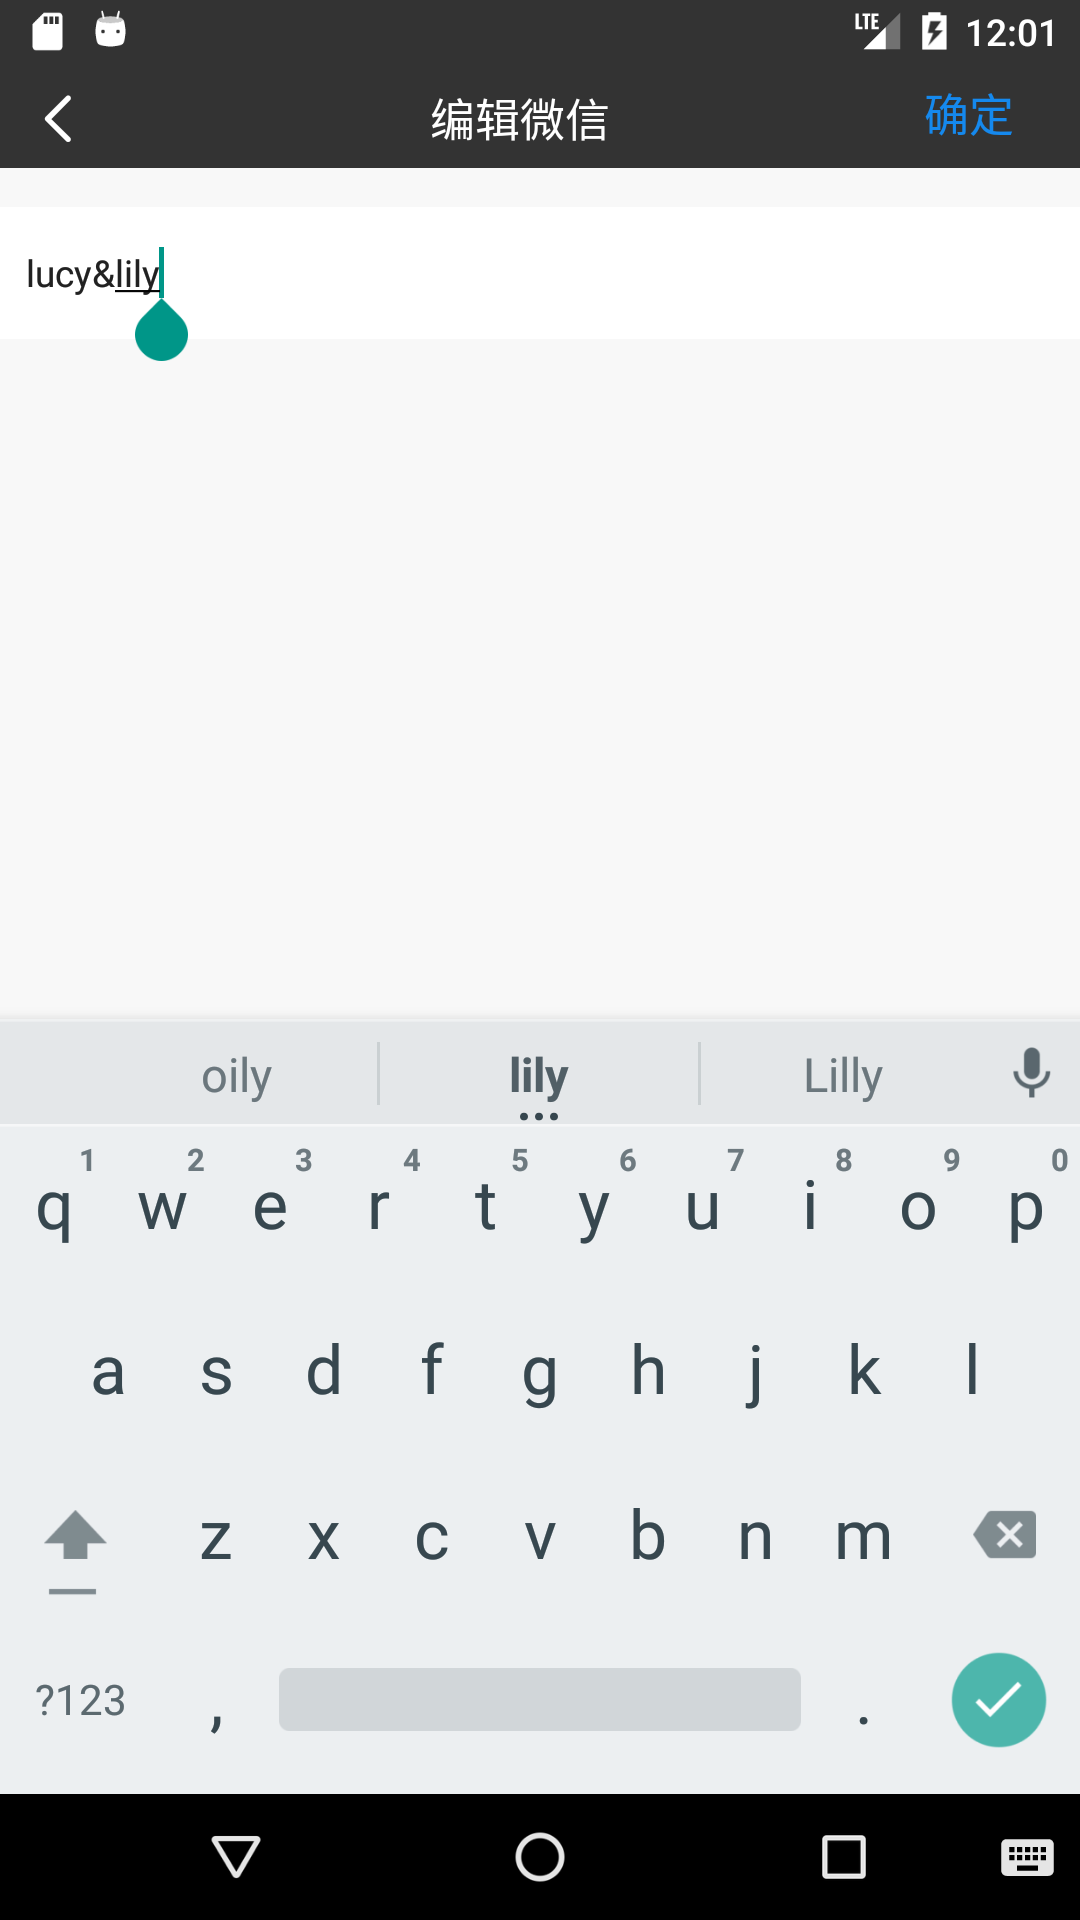 LTE 12:01
编辑微信 确定
lucy&lily
oily lily Lilly
1 2 3 4 5 6 7 8 9 0
q w e r t y u i o p
a s d f g h j k l
z x c v b n m
?123 , .